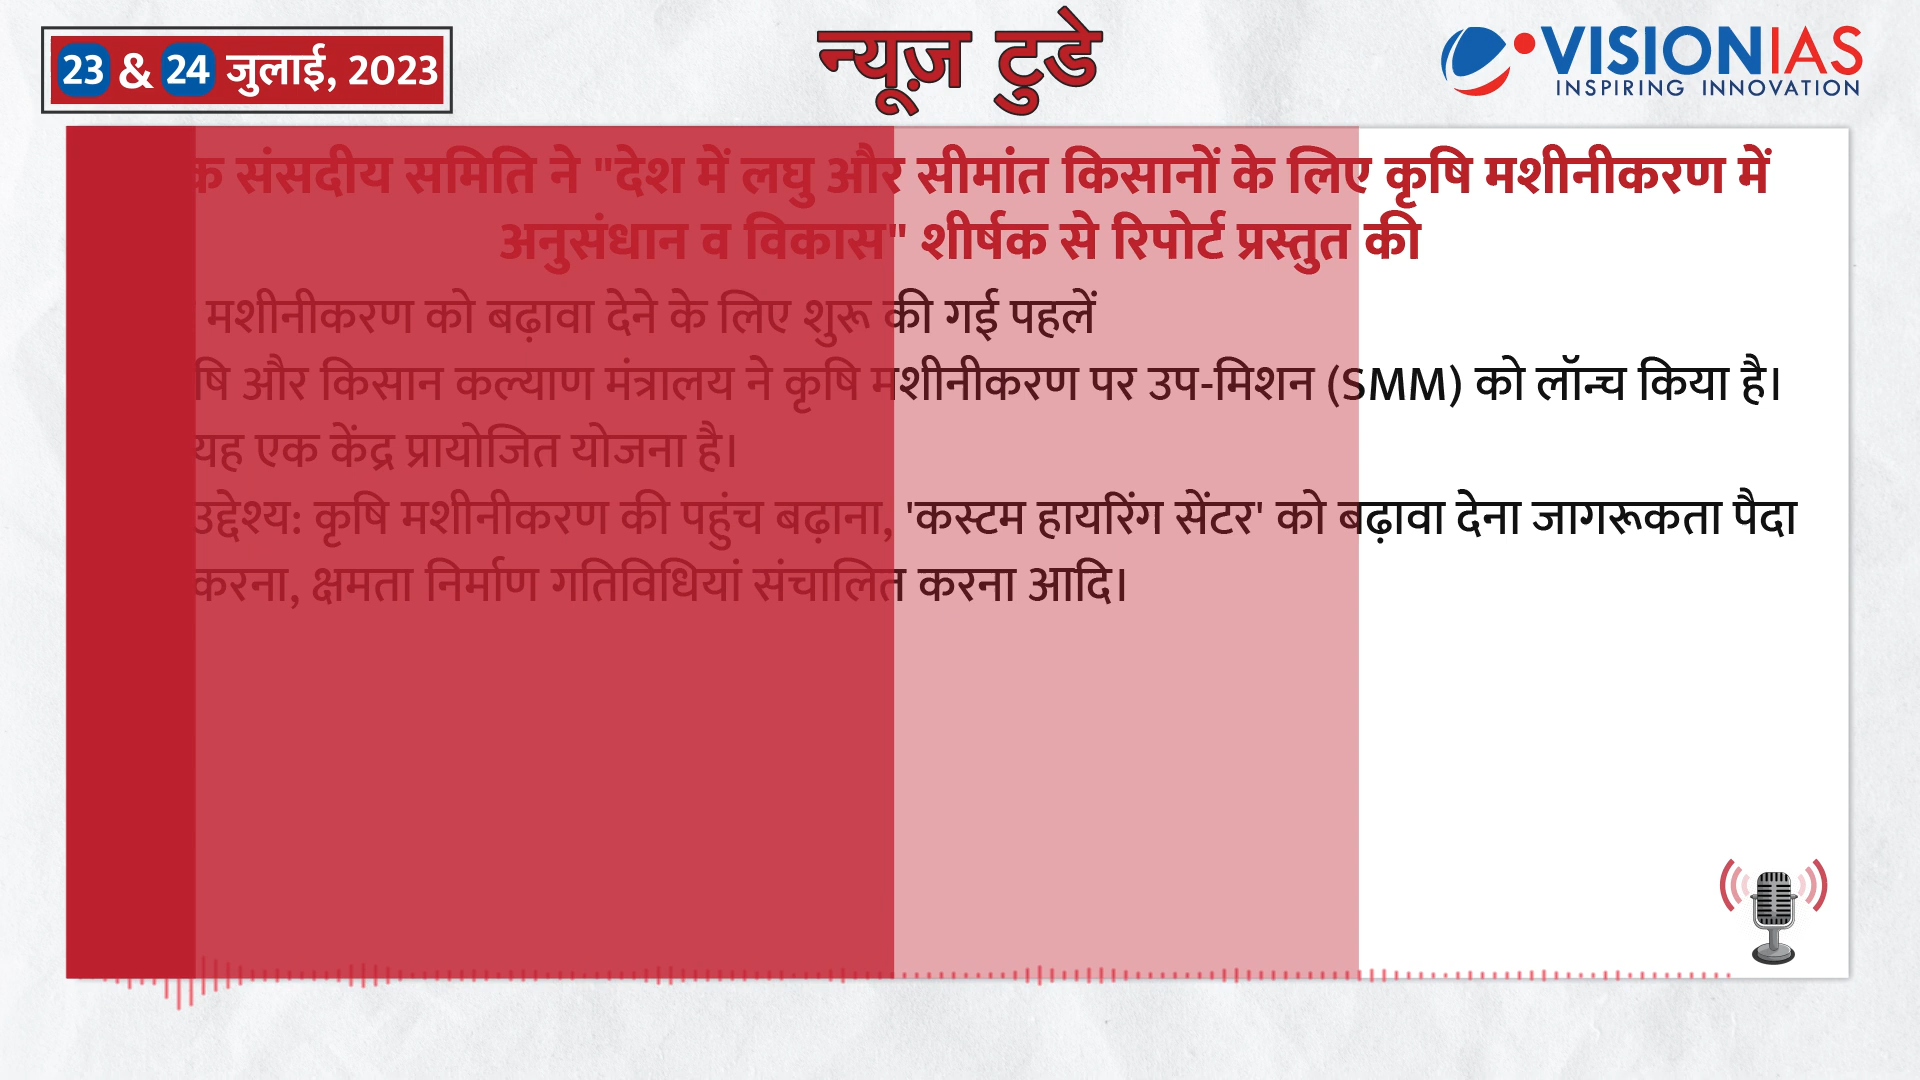 23 & 24 जुलाई, 2023
न्यूज़ टुडे
VISIONIAS
INSPIRING INNOVATION
संसदीय समिति ने "देश में लघु और सीमांत किसानों के लिए कृषि मशीनीकरण में
अनुसंधान व विकास" शीर्षक से रिपोर्ट प्रस्तुत की
मशीनीकरण को बढ़ावा देने के लिए शुरू की गई पहलें
और किसान कल्याण मंत्रालय ने कृषि मशीनीकरण पर उप-मिशन (SMM) को लॉन्च किया है।
यह एक केंद्र प्रायोजित योजना है।
उद्देश्य: कृषि मशीनीकरण की पहुंच बढ़ाना, 'कस्टम हायरिंग सेंटर' को बढ़ावा देना जागरूकता पैदा
करना, क्षमता निर्माण गतिविधियां संचालित करना आदि।